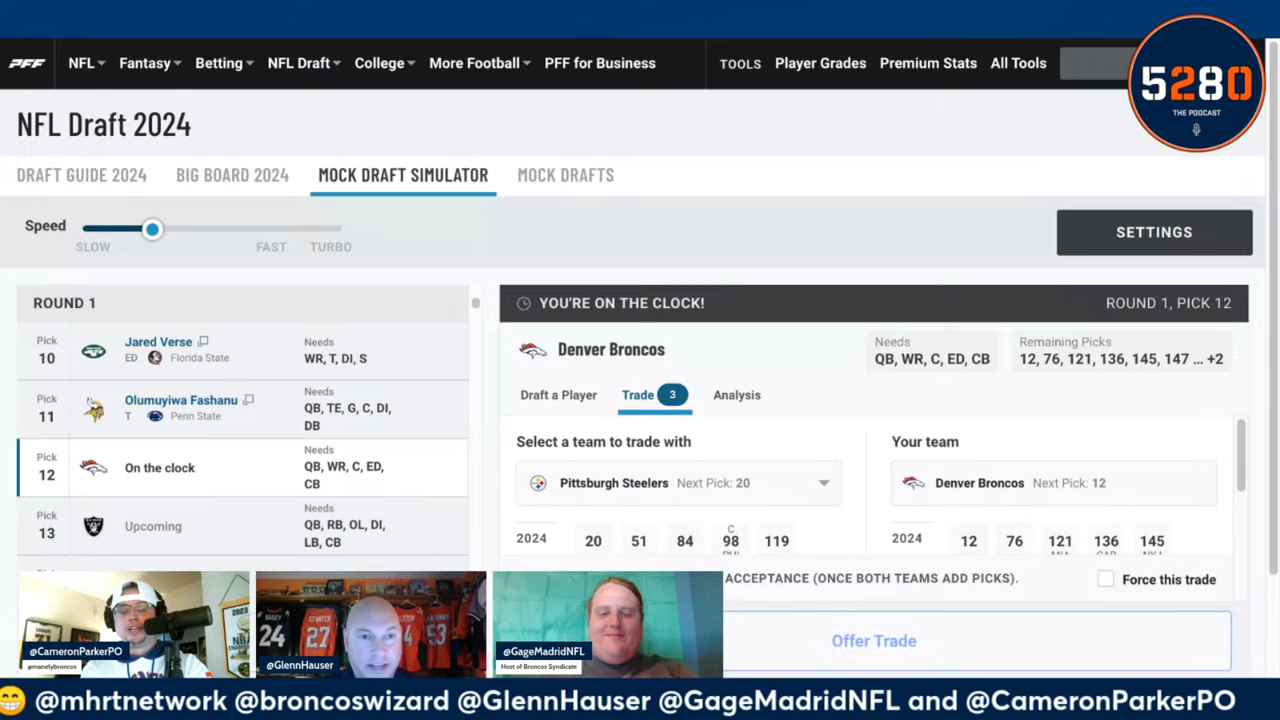 PFF NFL Fantasy Betting NFL Draft College More Football PFF for Business TOOLS Player Grades Premium Stats All Tools
5280
THE PODCAST
NFL Draft 2024
DRAFT GUIDE 2024 BIG BOARD 2024 MOCK DRAFT SIMULATOR MOCK DRAFTS
Speed
SLOW FAST TURBO
SETTINGS
ROUND 1
Pick
10
Jared Verse
ED Florida State
Needs
WR, T, DI, S
Pick
11
Olumuyiwa Fashanu
T Penn State
Needs
QB, TE, G, C, DI,
DB
Pick
12
On the clock
Needs
QB, WR, C, ED,
CB
Pick
13
Upcoming
Needs
QB, RB, OL, DI,
LB, CB
YOU'RE ON THE CLOCK! ROUND 1, PICK 12
Denver Broncos
Needs
QB, WR, C, ED, CB
Remaining Picks
12, 76, 121, 136, 145, 147 ... +2
Draft a Player Trade 3 Analysis
Select a team to trade with
Pittsburgh Steelers Next Pick: 20
2024 20 51 84 C 98 119
Your team
Denver Broncos Next Pick: 12
2024 12 76 121 136 145
ACCEPTANCE (ONCE BOTH TEAMS ADD PICKS). Force this trade
Offer Trade
@CameronParkerPO
@manelybroncos
2023
24
ATWATER
27
53
@GlennHauser
@GageMadridNFL
Host of Broncos Syndicate
@mhrtnetwork @broncoswizard @GlennHauser @GageMadridNFL and @CameronParkerPO